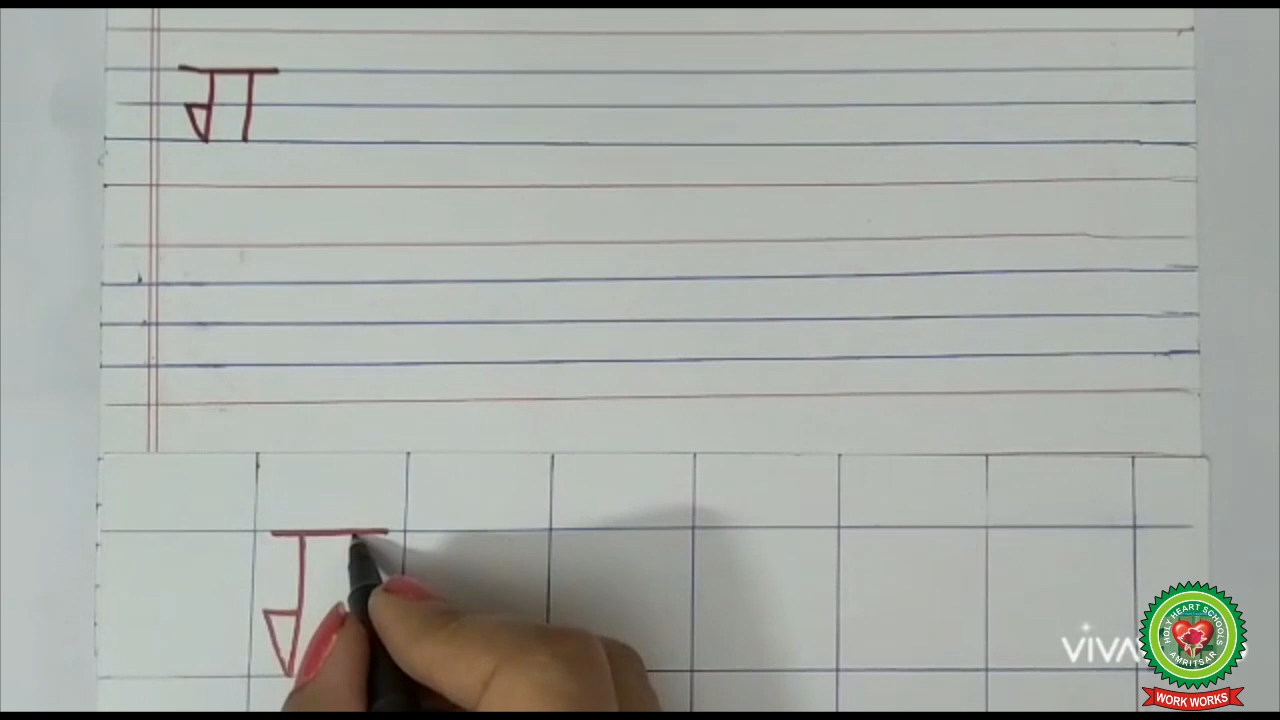 ਗ
VIVA
HOLY HEART SCHOOLS
AMRITSAR
WORK WORKS